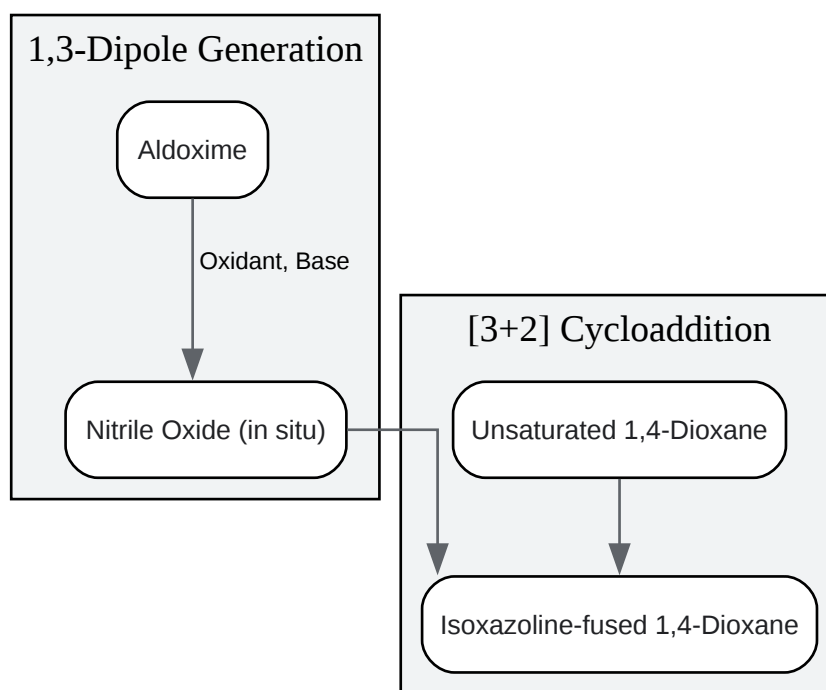 1,3-Dipole Generation
Aldoxime
Oxidant, Base
Nitrile Oxide (in situ)
[3+2] Cycloaddition
Unsaturated 1,4-Dioxane
Isoxazoline-fused 1,4-Dioxane